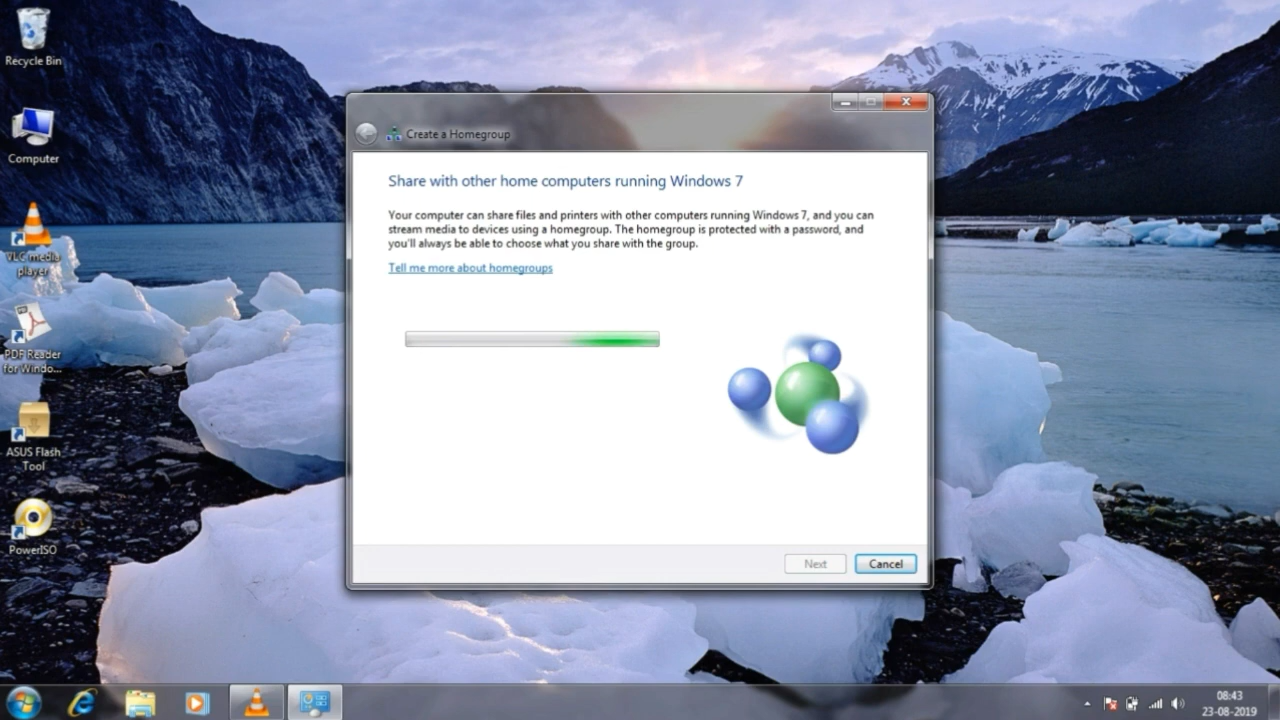 Recycle Bin
Computer
VLC media
player
PDF Reader
for Windo...
ASUS Flash
Tool
PowerISO
Create a Homegroup
Share with other home computers running Windows 7
Your computer can share files and printers with other computers running Windows 7, and you can
stream media to devices using a homegroup. The homegroup is protected with a password, and
you'll always be able to choose what you share with the group.
Tell me more about homegroups
Next
Cancel
08:43
23-08-2019